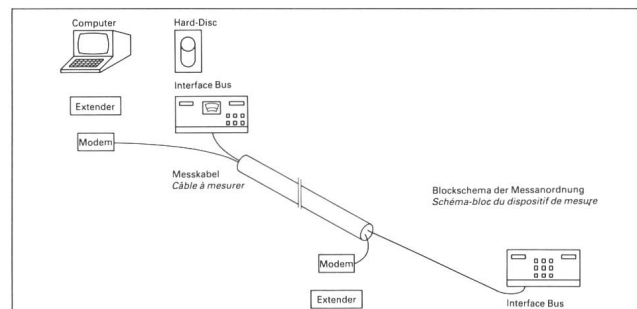 Computer
Hard-Disc
Interface Bus
Extender
Modem
Messkabel
Câble à mesurer
Blockschema der Messanordnung
Schéma-bloc du dispositif de mesure
Modem
Extender
Interface Bus